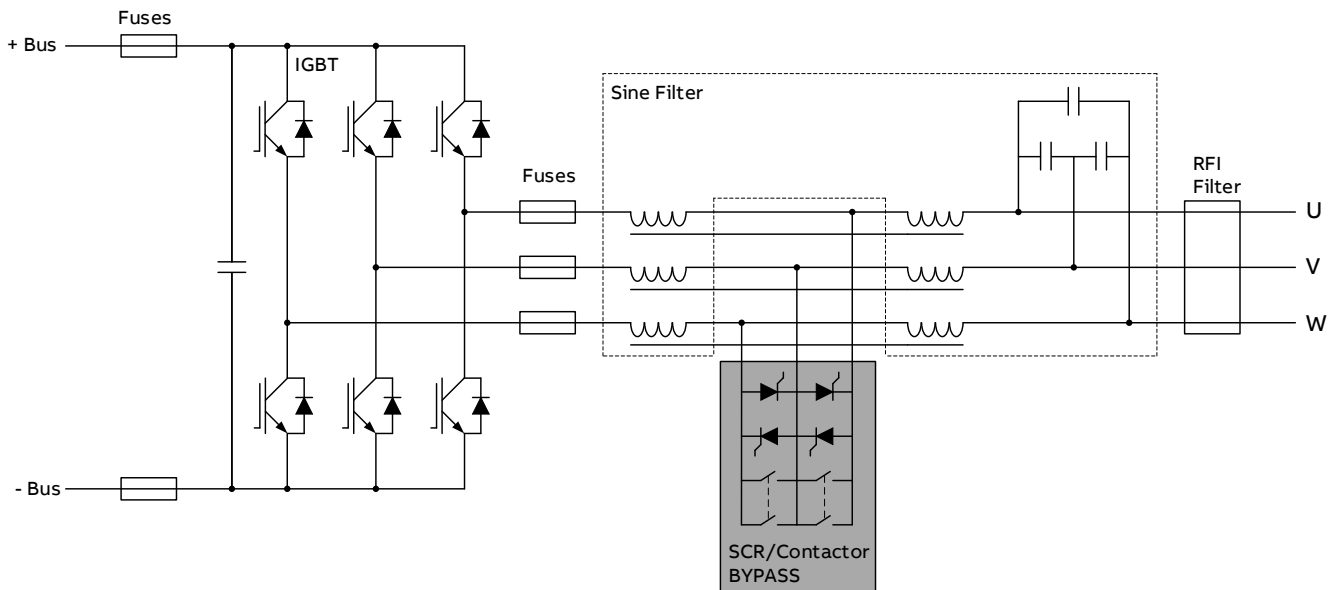 Fuses
+ Bus
IGBT
Sine Filter
Fuses
RFI
Filter
U
V
W
- Bus
SCR/Contactor
BYPASS